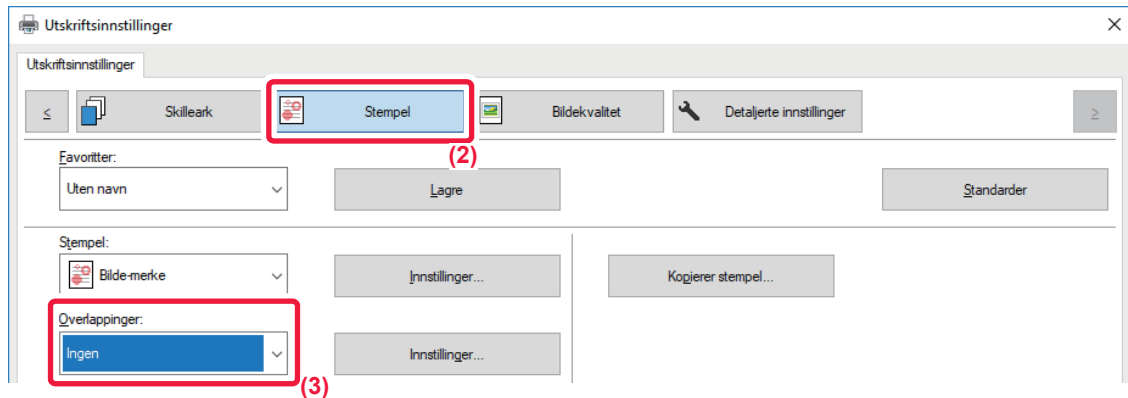 Utskriftsinnstillinger
Utskriftsinnstillinger
< Skilleark Stempel Bildekvalitet Detaljerte innstillinger >
(2)
Favoritter:
Uten navn Lagre Standarder
Stempel:
Bilde-merke Innstillinger... Kopierer stempel...
Overlappinger:
Ingen Innstillinger...
(3)